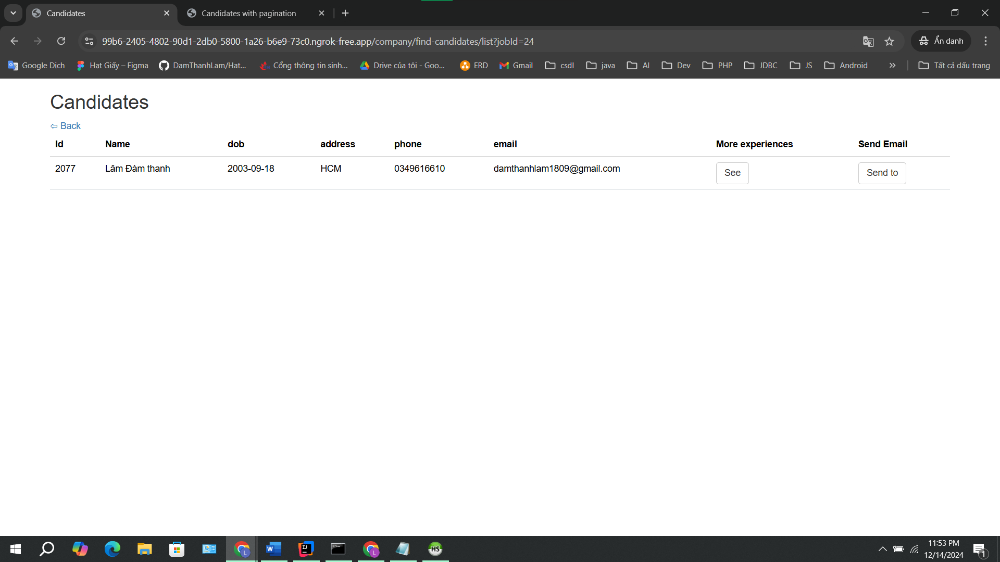 Candidates
Candidates with pagination
99b6-2405-4802-90d1-2db0-5800-1a26-b6e9-73c0.ngrok-free.app/company/find-candidates/list?jobId=24
Ẩn danh
Google Dịch Hạt Giấy – Figma DamThanhLam/Hat... Cổng thông tin sinh... Drive của tôi - Goo... ERD Gmail csdl java AI Dev PHP JDBC JS Android » Tất cả dấu trang
Candidates
⇦ Back
Id Name dob address phone email More experiences Send Email
2077 Lâm Đàm thanh 2003-09-18 HCM 0349616610 damthanhlam1809@gmail.com See Send to
11:53 PM
12/14/2024
1
L
W
IJ
L
HS